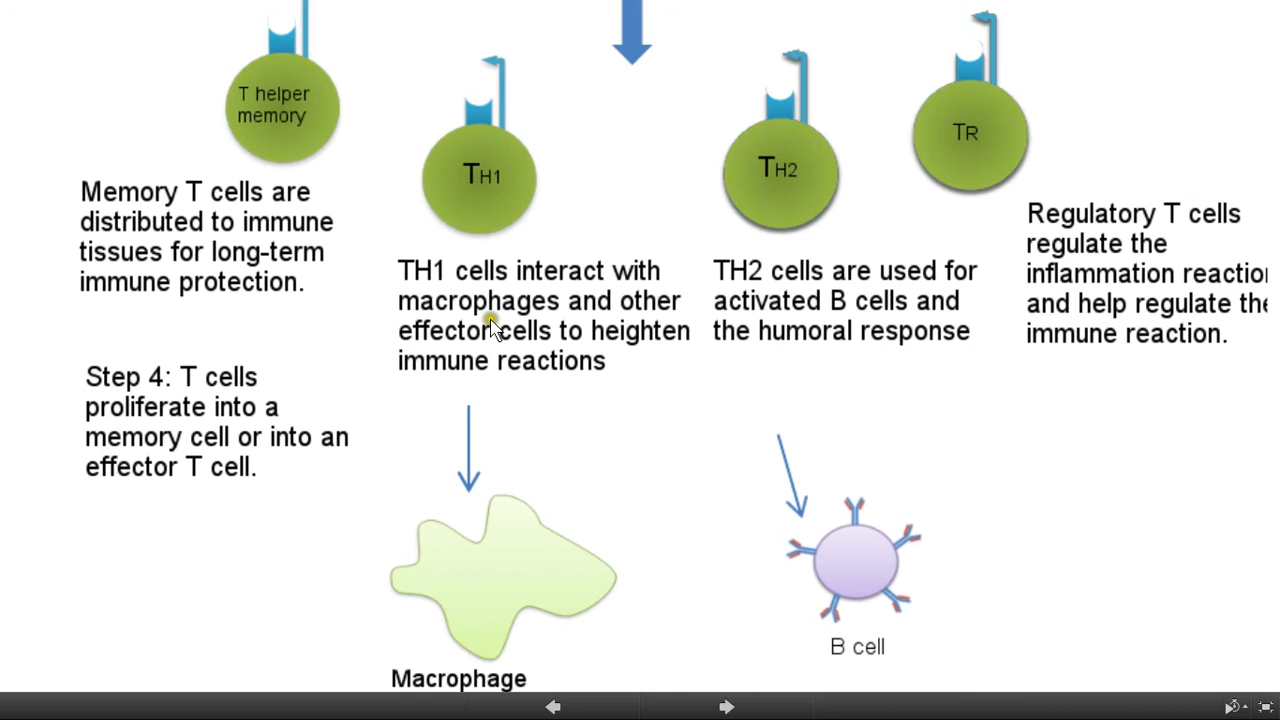 T helper
memory
TH1
TH2
TR
Memory T cells are
distributed to immune
tissues for long-term
immune protection.
TH1 cells interact with
macrophages and other
effector cells to heighten
immune reactions
TH2 cells are used for
activated B cells and
the humoral response
Regulatory T cells
regulate the
inflammation reactio
and help regulate the
immune reaction.
Step 4: T cells
proliferate into a
memory cell or into an
effector T cell.
Macrophage
B cell